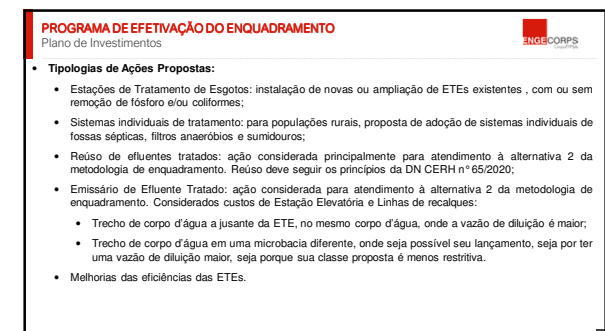 PROGRAMA DE EFETIVAÇÃO DO ENQUADRAMENTO
Plano de Investimentos
ENGECORPS
• Tipologias de Ações Propostas:
• Estações de Tratamento de Esgotos: instalação de novas ou ampliação de ETEs existentes , com ou sem
remoção de fósforo e/ou coliformes;
• Sistemas individuais de tratamento: para populações rurais, proposta de adoção de sistemas individuais de
fossas sépticas, filtros anaeróbios e sumidouros;
• Reúso de efluentes tratados: ação considerada principalmente para atendimento à alternativa 2 da
metodologia de enquadramento. Reúso deve seguir os princípios da DN CERH n° 65/2020;
• Emissário de Efluente Tratado: ação considerada para atendimento à alternativa 2 da metodologia de
enquadramento. Considerados custos de Estação Elevatória e Linhas de recalques:
• Trecho de corpo d'água a jusante da ETE, no mesmo corpo d'água, onde a vazão de diluição é maior;
• Trecho de corpo d'água em uma microbacia diferente, onde seja possível seu lançamento, seja por ter
uma vazão de diluição maior, seja porque sua classe proposta é menos restritiva.
• Melhorias das eficiências das ETEs.